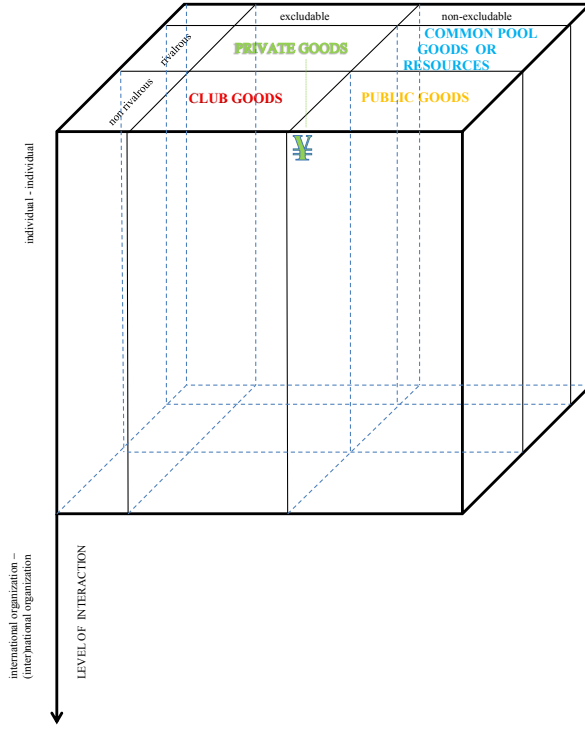 excludable
non-excludable
rivalrous
PRIVATE GOODS
COMMON POOL
GOODS OR
RESOURCES
non rivalrous
CLUB GOODS
PUBLIC GOODS
¥
individual - individual
international organization –
(inter)national organization
LEVEL OF INTERACTION